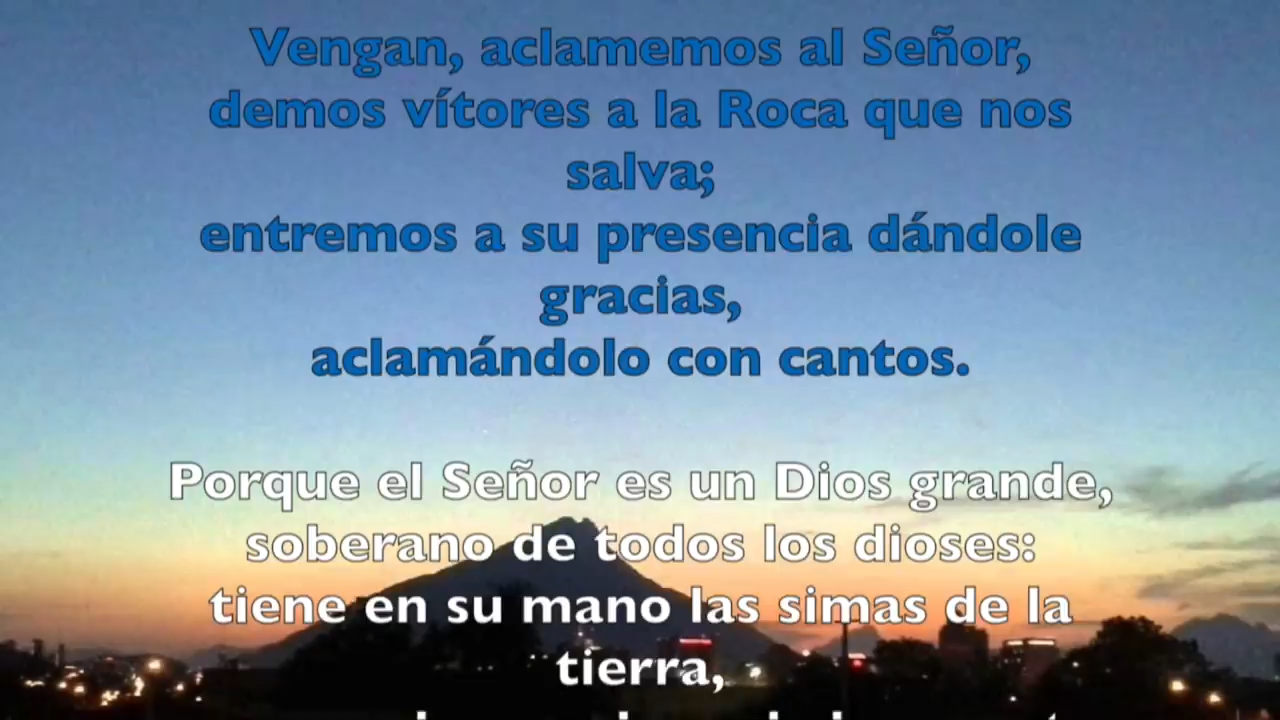 Vengan, aclamemos al Señor,
demos vítores a la Roca que nos
salva;
entremos a su presencia dándole
gracias,
aclamándolo con cantos.
Porque el Señor es un Dios grande,
soberano de todos los dioses:
tiene en su mano las simas de la
tierra,